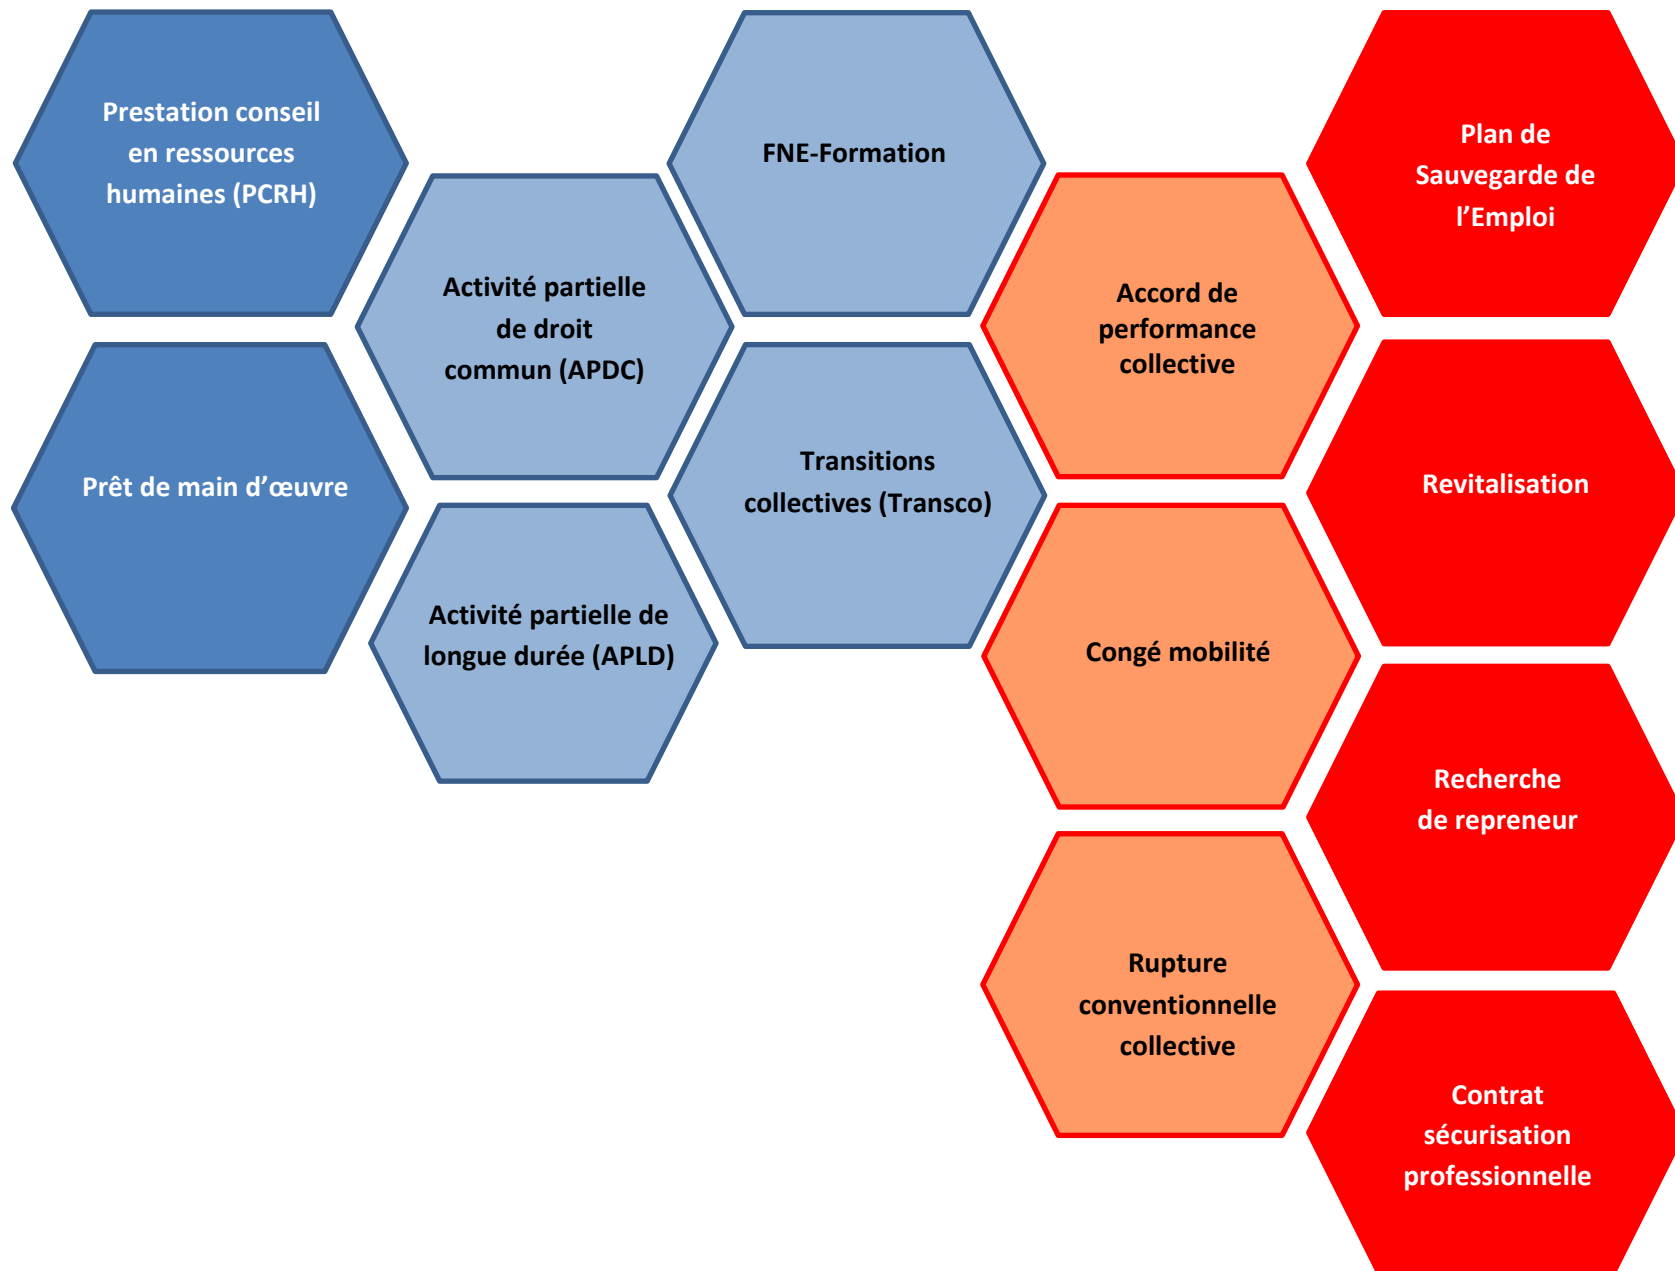 Prestation conseil
en ressources
humaines (PCRH)
Prêt de main d’œuvre
Activité partielle
de droit
commun (APDC)
Activité partielle de
longue durée (APLD)
FNE-Formation
Transitions
collectives (Transco)
Accord de
performance
collective
Congé mobilité
Rupture
conventionnelle
collective
Plan de
Sauvegarde de
l’Emploi
Revitalisation
Recherche
de repreneur
Contrat
sécurisation
professionnelle